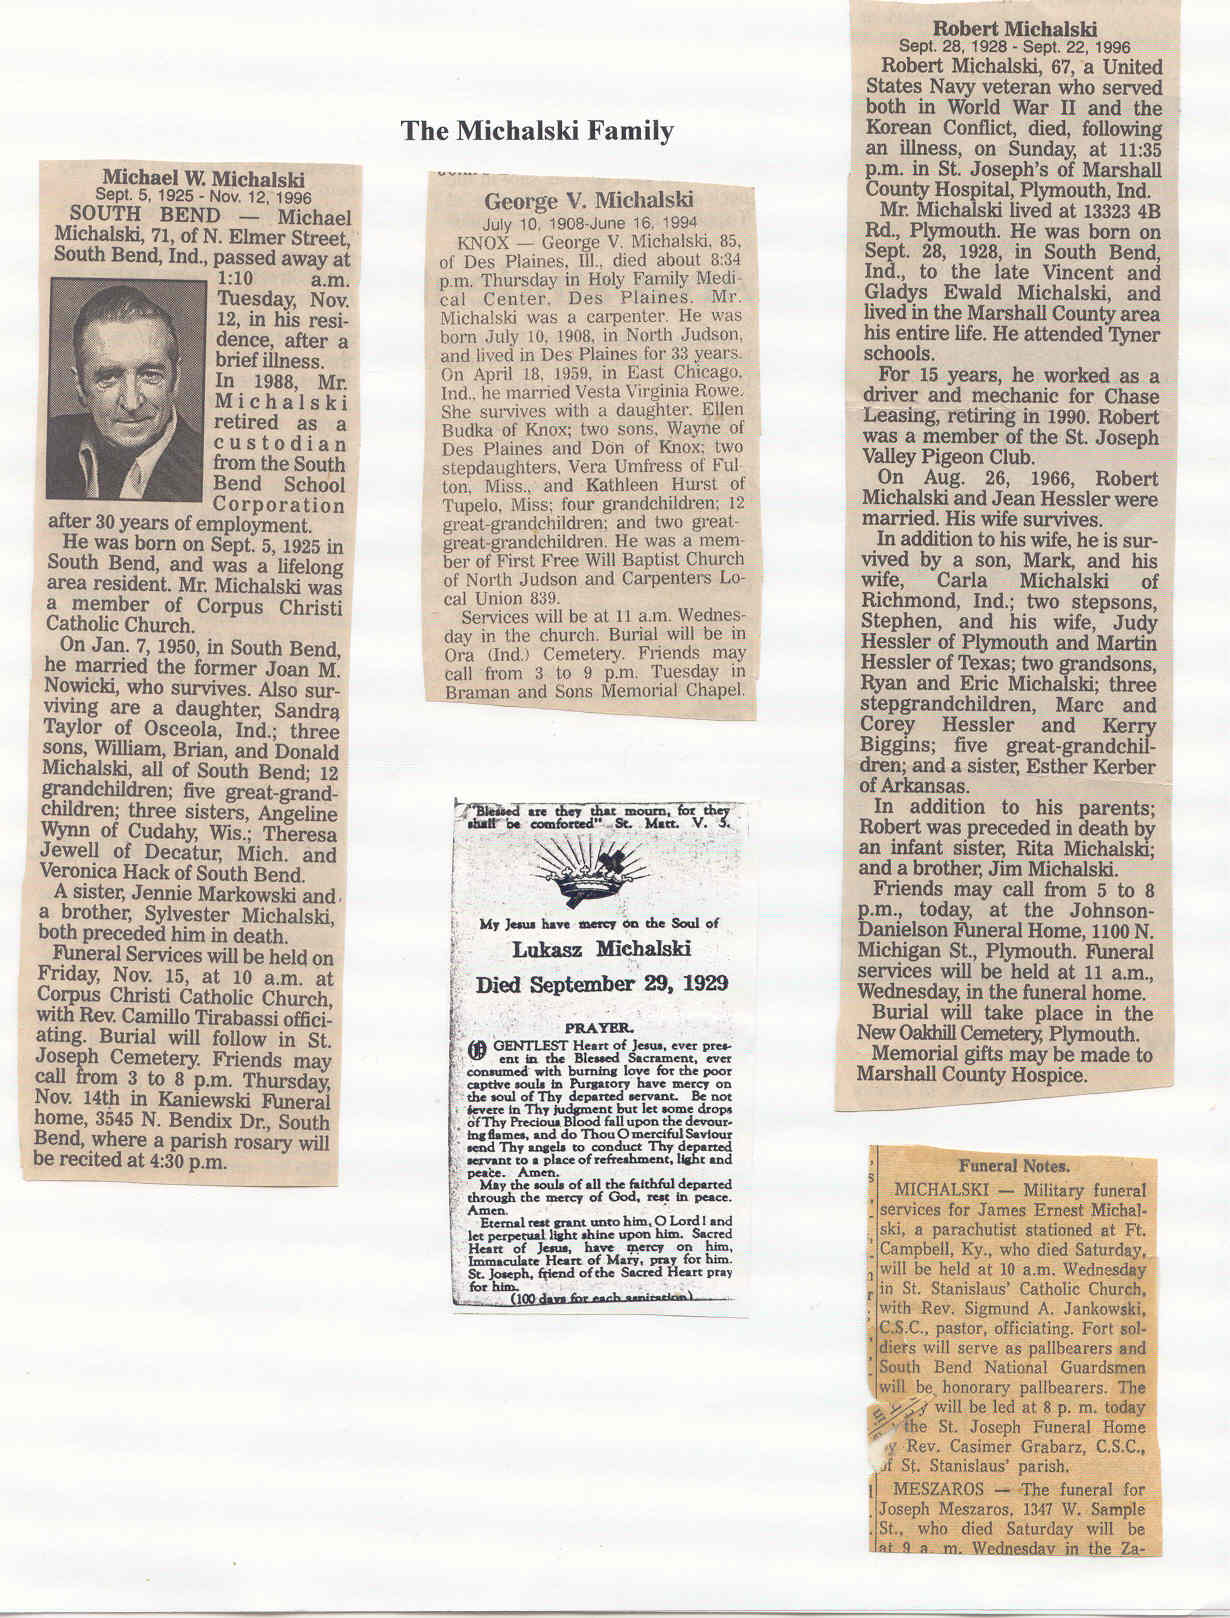 The Michalski Family
Michael W. Michalski
Sept. 5, 1925 - Nov. 12, 1996
SOUTH BEND — Michael
Michalski, 71, of N. Elmer Street,
South Bend, Ind., passed away at
1:10 a.m.
Tuesday, Nov.
12, in his resi-
dence, after a
brief illness.
In 1988, Mr.
Michalski
retired as a
custodian
from the South
Bend School
Corporation
after 30 years of employment.
He was born on Sept. 5, 1925 in
South Bend, and was a lifelong
area resident. Mr. Michalski was
a member of Corpus Christi
Catholic Church.
On Jan. 7, 1950, in South Bend,
he married the former Joan M.
Nowicki, who survives. Also sur-
viving are a daughter, Sandra
Taylor of Osceola, Ind.; three
sons, William, Brian, and Donald
Michalski, all of South Bend; 12
grandchildren; five great-grand-
children; three sisters, Angeline
Wynn of Cudahy, Wis.; Theresa
Jewell of Decatur, Mich. and
Veronica Hack of South Bend.
A sister, Jennie Markowski and
a brother, Sylvester Michalski,
both preceded him in death.
Funeral Services will be held on
Friday, Nov. 15, at 10 a.m. at
Corpus Christi Catholic Church,
with Rev. Camillo Tirabassi offici-
ating. Burial will follow in St.
Joseph Cemetery. Friends may
call from 3 to 8 p.m. Thursday,
Nov. 14th in Kaniewski Funeral
home, 3545 N. Bendix Dr., South
Bend, where a parish rosary will
be recited at 4:30 p.m.
George V. Michalski
July 10, 1908-June 16, 1994
KNOX — George V. Michalski, 85,
of Des Plaines, Ill., died about 8:34
p.m. Thursday in Holy Family Medi-
cal Center, Des Plaines. Mr.
Michalski was a carpenter. He was
born July 10, 1908, in North Judson,
and lived in Des Plaines for 33 years.
On April 18, 1959, in East Chicago,
Ind., he married Vesta Virginia Rowe.
She survives with a daughter, Ellen
Budka of Knox; two sons, Wayne of
Des Plaines and Don of Knox; two
stepdaughters, Vera Umfress of Ful-
ton, Miss., and Kathleen Hurst of
Tupelo, Miss; four grandchildren; 12
great-grandchildren; and two great-
great-grandchildren. He was a mem-
ber of First Free Will Baptist Church
of North Judson and Carpenters Lo-
cal Union 839.
Services will be at 11 a.m. Wednes-
day in the church. Burial will be in
Ora (Ind.) Cemetery. Friends may
call from 3 to 9 p.m. Tuesday in
Braman and Sons Memorial Chapel.
"Blessed are they that mourn, for they
shall be comforted" St. Matt. V. 5.
My Jesus have mercy on the Soul of
Lukasz Michalski
Died September 29, 1929
PRAYER.
O GENTLEST Heart of Jesus, ever pres-
ent in the Blessed Sacrament, ever
consumed with burning love for the poor
captive souls in Purgatory have mercy on
the soul of Thy departed servant. Be not
severe in Thy judgment but let some drops
of Thy Precious Blood fall upon the devour-
ing flames, and do Thou O merciful Saviour
send Thy angels to conduct Thy departed
servant to a place of refreshment, light and
peace. Amen.
May the souls of all the faithful departed
through the mercy of God, rest in peace.
Amen.
Eternal rest grant unto him, O Lord! and
let perpetual light shine upon him. Sacred
Heart of Jesus, have mercy on him,
Immaculate Heart of Mary, pray for him.
St. Joseph, friend of the Sacred Heart pray
for him.
(100 days for each aspiration)
Robert Michalski
Sept. 28, 1928 - Sept. 22, 1996
Robert Michalski, 67, a United
States Navy veteran who served
both in World War II and the
Korean Conflict, died, following
an illness, on Sunday, at 11:35
p.m. in St. Joseph's of Marshall
County Hospital, Plymouth, Ind.
Mr. Michalski lived at 13323 4B
Rd., Plymouth. He was born on
Sept. 28, 1928, in South Bend,
Ind., to the late Vincent and
Gladys Ewald Michalski, and
lived in the Marshall County area
his entire life. He attended Tyner
schools.
For 15 years, he worked as a
driver and mechanic for Chase
Leasing, retiring in 1990. Robert
was a member of the St. Joseph
Valley Pigeon Club.
On Aug. 26, 1966, Robert
Michalski and Jean Hessler were
married. His wife survives.
In addition to his wife, he is sur-
vived by a son, Mark, and his
wife, Carla Michalski of
Richmond, Ind.; two stepsons,
Stephen, and his wife, Judy
Hessler of Plymouth and Martin
Hessler of Texas; two grandsons,
Ryan and Eric Michalski; three
stepgrandchildren, Marc and
Corey Hessler and Kerry
Biggins; five great-grandchil-
dren; and a sister, Esther Kerber
of Arkansas.
In addition to his parents;
Robert was preceded in death by
an infant sister, Rita Michalski;
and a brother, Jim Michalski.
Friends may call from 5 to 8
p.m., today, at the Johnson-
Danielson Funeral Home, 1100 N.
Michigan St., Plymouth. Funeral
services will be held at 11 a.m.,
Wednesday, in the funeral home.
Burial will take place in the
New Oakhill Cemetery, Plymouth.
Memorial gifts may be made to
Marshall County Hospice.
Funeral Notes.
MICHALSKI — Military funeral
services for James Ernest Michal-
ski, a parachutist stationed at Ft.
Campbell, Ky., who died Saturday,
will be held at 10 a.m. Wednesday
in St. Stanislaus' Catholic Church,
with Rev. Sigmund A. Jankowski,
C.S.C., pastor, officiating. Fort sol-
diers will serve as pallbearers and
South Bend National Guardsmen
will be honorary pallbearers. The
will be led at 8 p. m. today
the St. Joseph Funeral Home
by Rev. Casimer Grabarz, C.S.C.,
of St. Stanislaus' parish.
MESZAROS — The funeral for
Joseph Meszaros, 1347 W. Sample
St., who died Saturday will be
at 9 a. m. Wednesday in the Za-